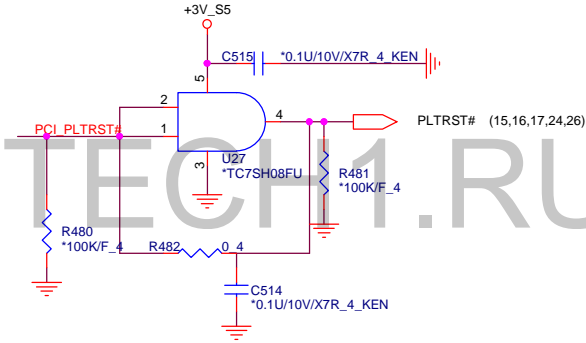 +3V_S5
C515
*0.1U/10V/X7R_4_KEN
5
2
4
PLTRST# (15,16,17,24,26)
PCI_PLTRST#
1
U27
*TC7SH08FU
3
R481
*100K/F_4
TECH1.RU
R480
*100K/F_4
R482
0_4
C514
*0.1U/10V/X7R_4_KEN